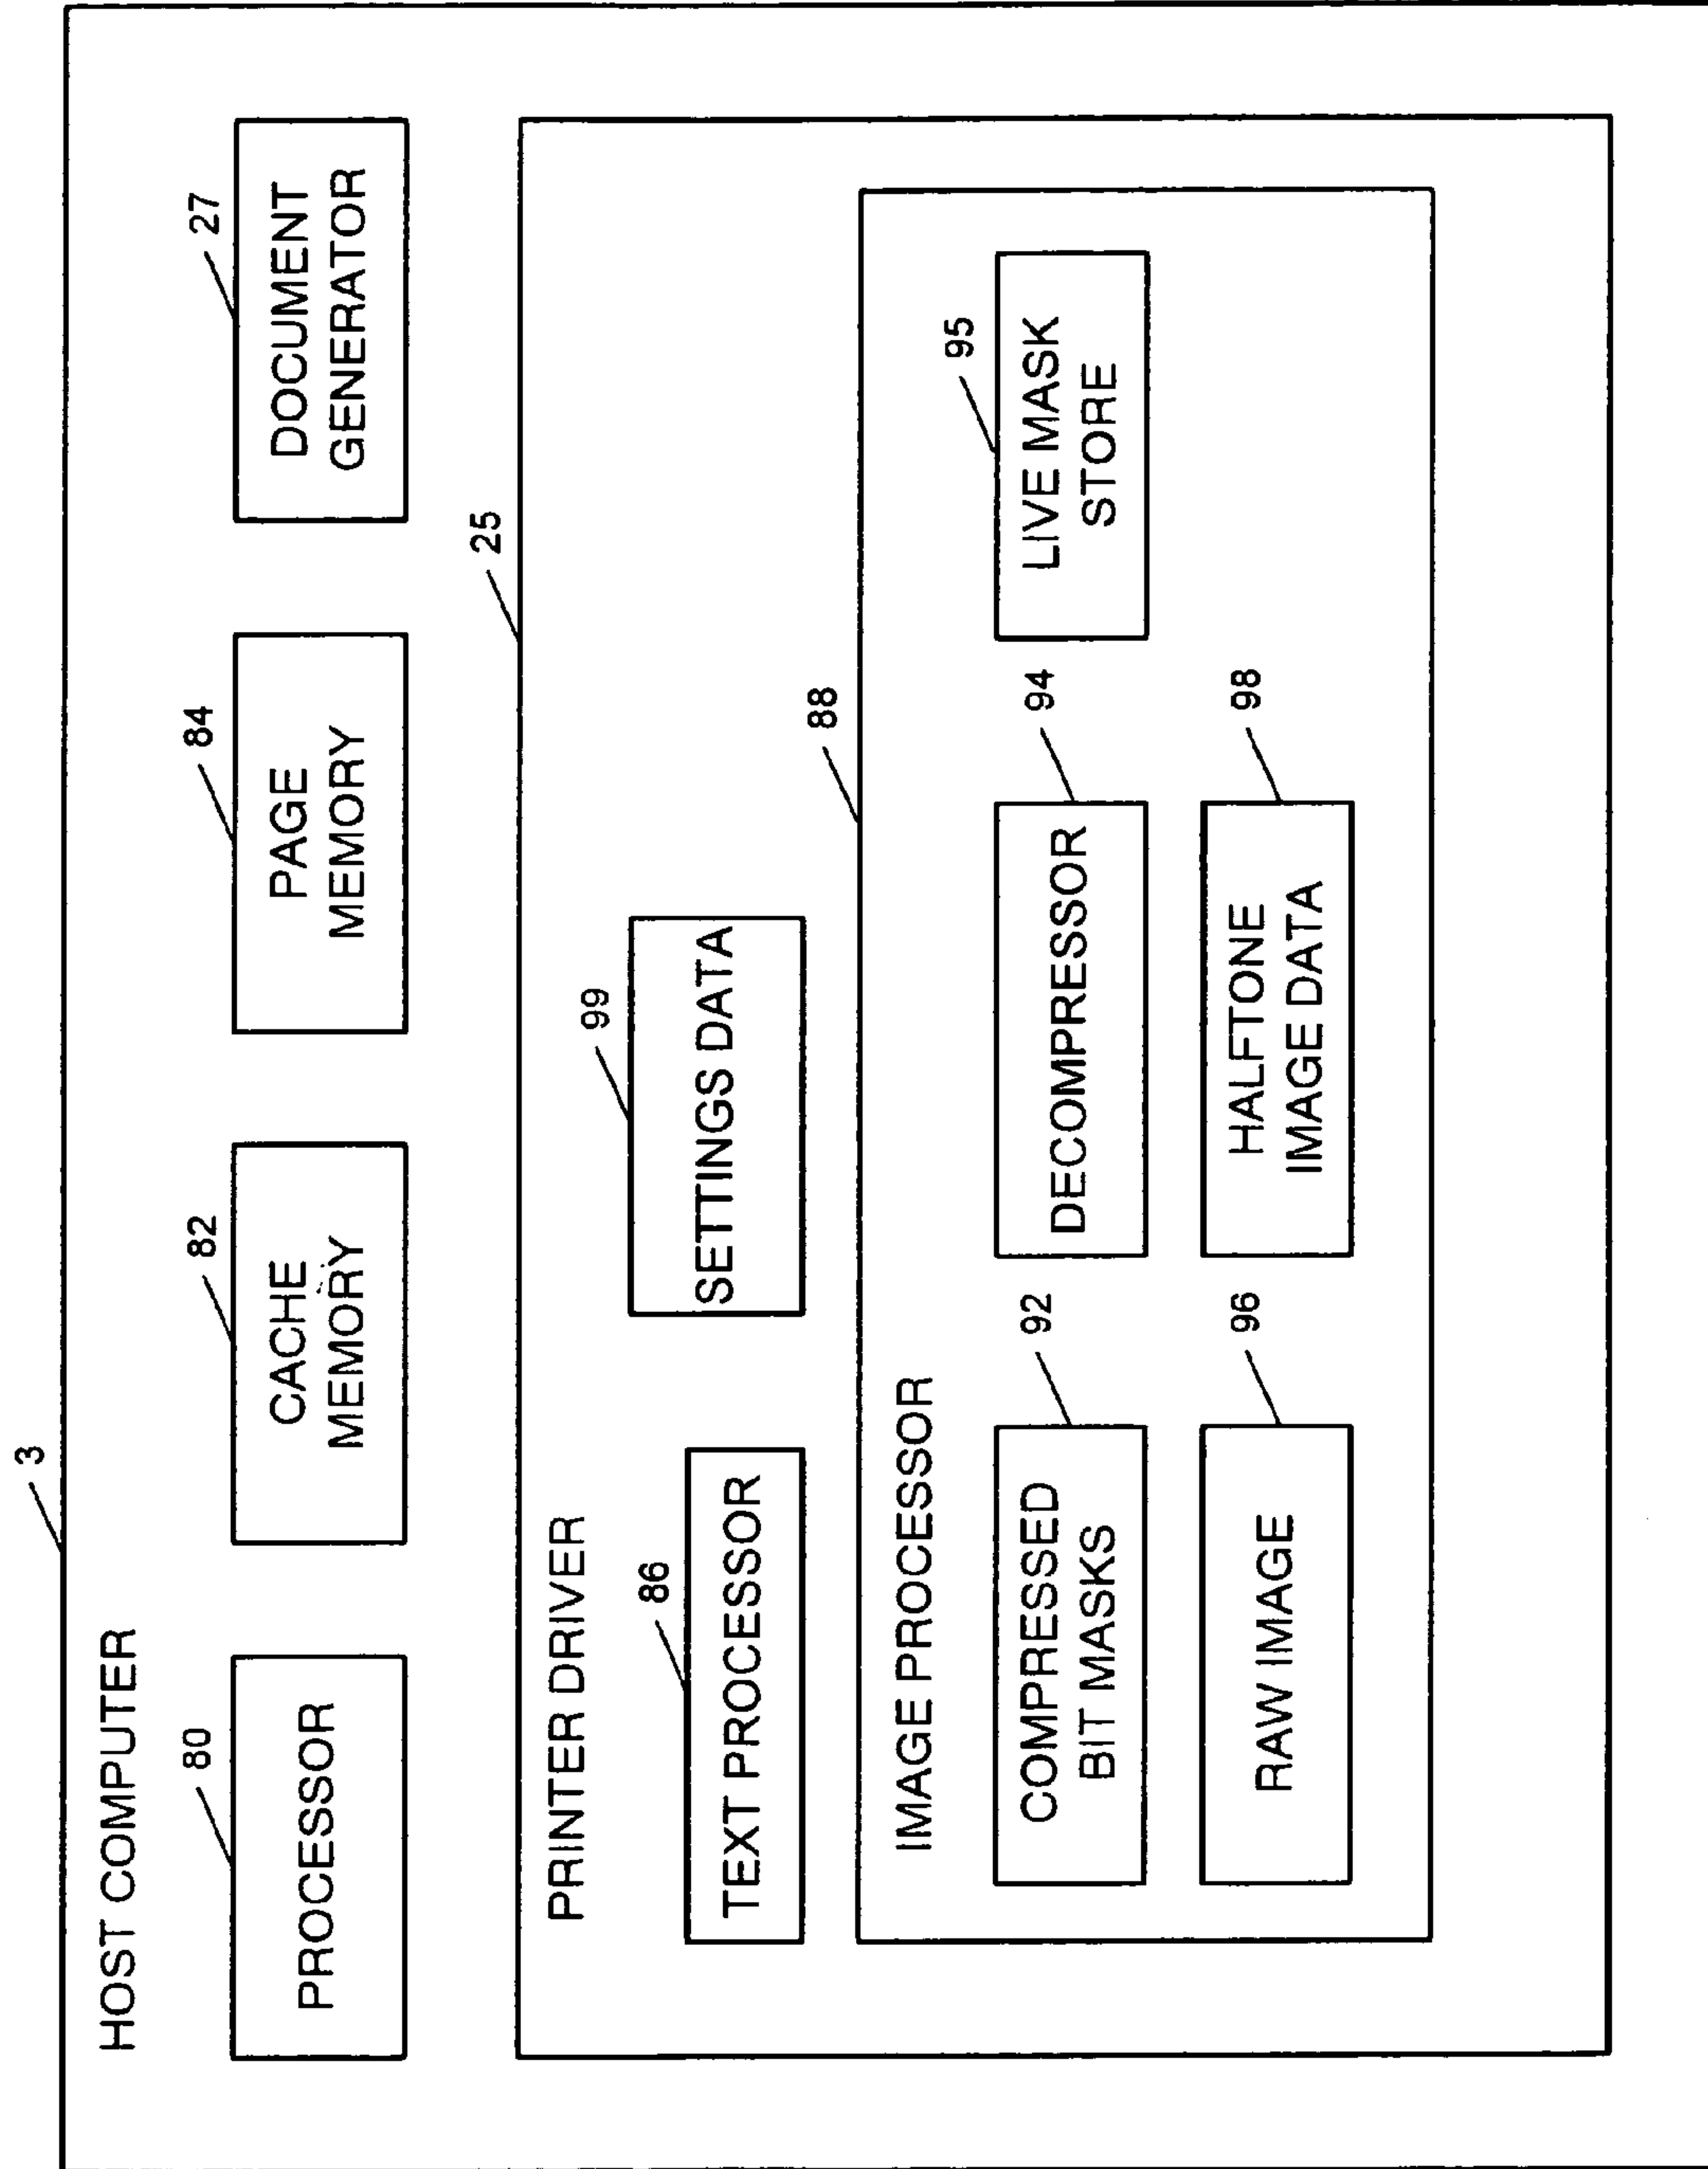 3
HOST COMPUTER
80
PROCESSOR
82
CACHE
MEMORY
84
PAGE
MEMORY
27
DOCUMENT
GENERATOR
25
PRINTER DRIVER
86
TEXT PROCESSOR
99
SETTINGS DATA
88
IMAGE PROCESSOR
92
COMPRESSED
BIT MASKS
94
DECOMPRESSOR
95
LIVE MASK
STORE
96
RAW IMAGE
98
HALFTONE
IMAGE DATA